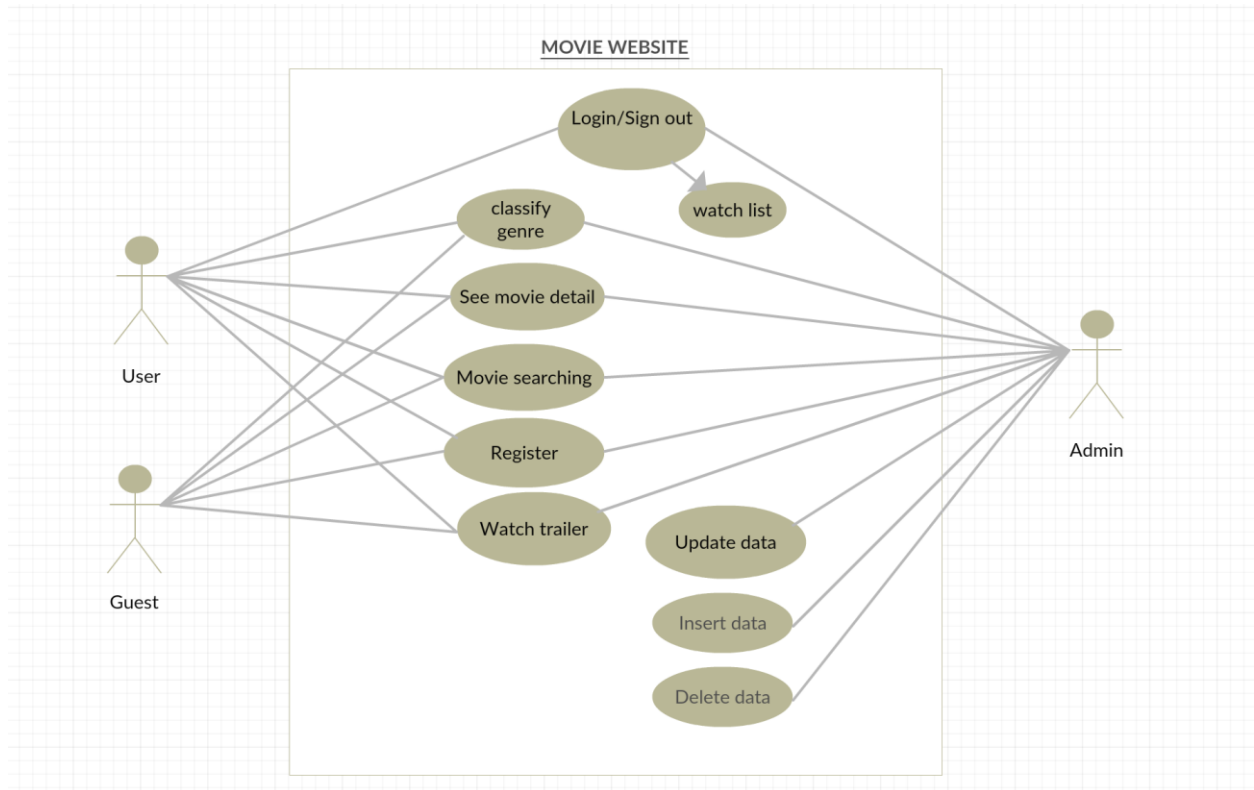 MOVIE WEBSITE
Login/Sign out
watch list
classify
genre
See movie detail
Movie searching
Register
Watch trailer
Update data
Insert data
Delete data
User
Guest
Admin